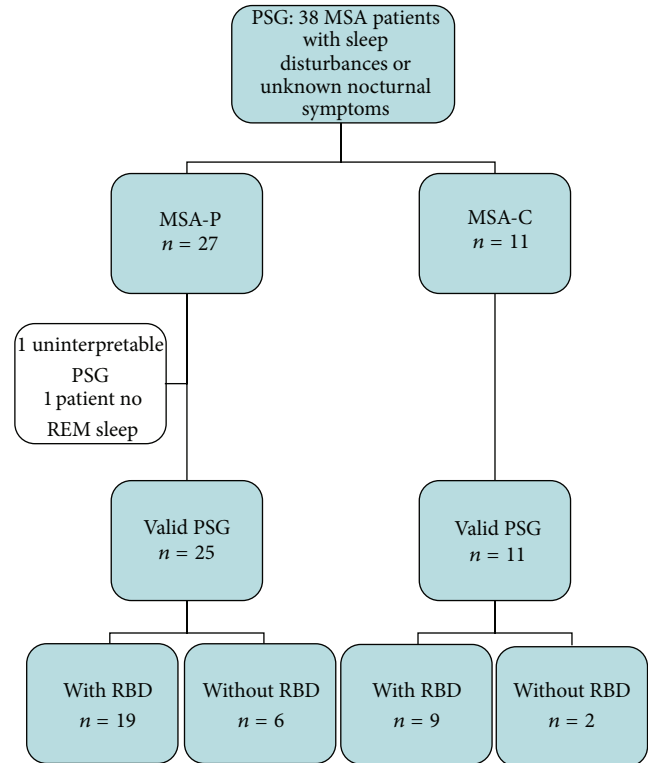 PSG: 38 MSA patients
with sleep
disturbances or
unknown nocturnal
symptoms
MSA-P
n = 27
MSA-C
n = 11
1 uninterpretable
PSG
1 patient no
REM sleep
Valid PSG
n = 25
Valid PSG
n = 11
With RBD
n = 19
Without RBD
n = 6
With RBD
n = 9
Without RBD
n = 2